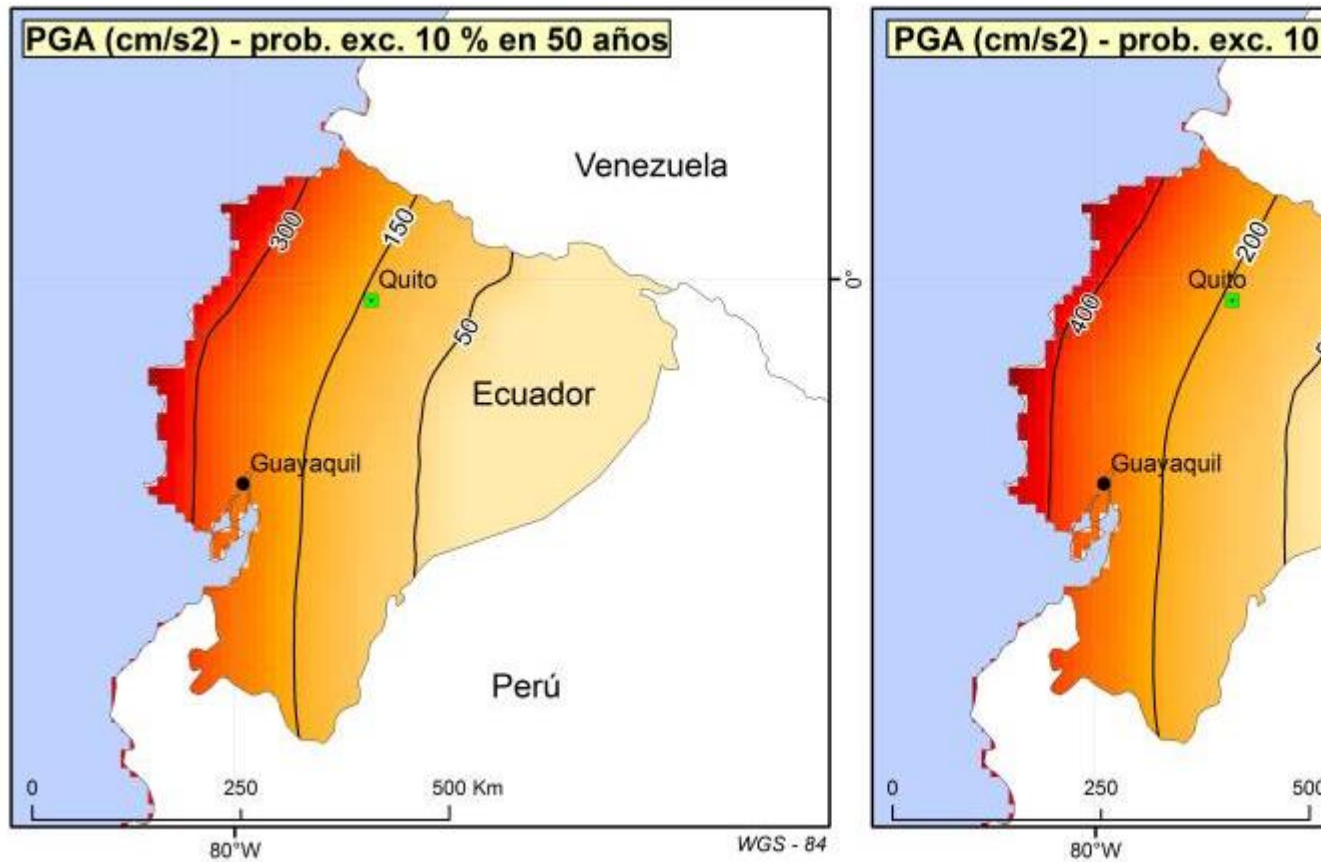 PGA (cm/s2) - prob. exc. 10 % en 50 años
Venezuela
300
150
Quito
50
Ecuador
Guayaquil
Perú
0 250 500 Km
80°W
WGS - 84
0°
PGA (cm/s2) - prob. exc. 10
200
Quito
400
Guayaquil
0 250 500
80°W